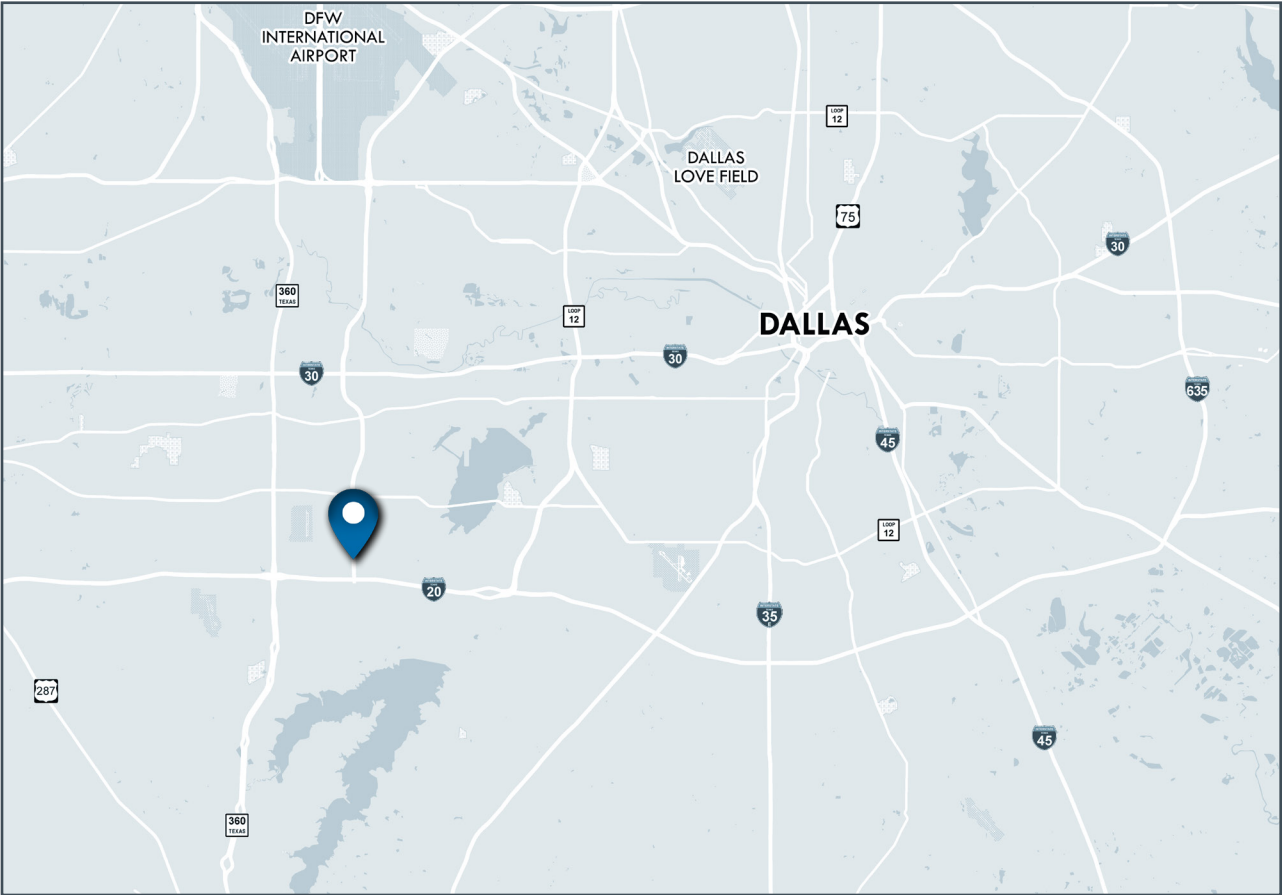 DFW
INTERNATIONAL
AIRPORT
LOOP
12
DALLAS
LOVE FIELD
75
30
360
TEXAS
LOOP
12
DALLAS
30
30
635
45
LOOP
12
20
35
287
45
360
TEXAS